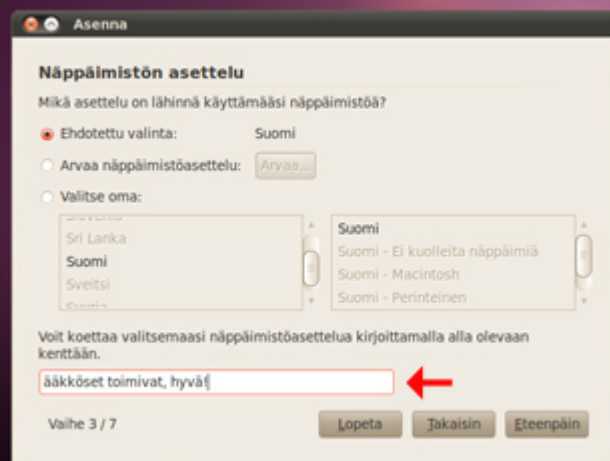 Asenna
Näppäimistön asettelu
Mikä asettelu on lähinnä käyttämääsi näppäimistöä?
Ehdotettu valinta: Suomi
Arvaa näppäimistöasettelu: Arvaa...
Valitse oma:
Slovenia
Sri Lanka
Suomi
Sveitsi
Syyria
Suomi
Suomi - Ei kuolleita näppäimiä
Suomi - Macintosh
Suomi - Perinteinen
Voit koettaa valitsemaasi näppäimistöasettelua kirjoittamalla alla olevaan
kenttään.
ääkköset toimivat, hyvä!
Vaihe 3 / 7 Lopeta Takaisin Eteenpäin